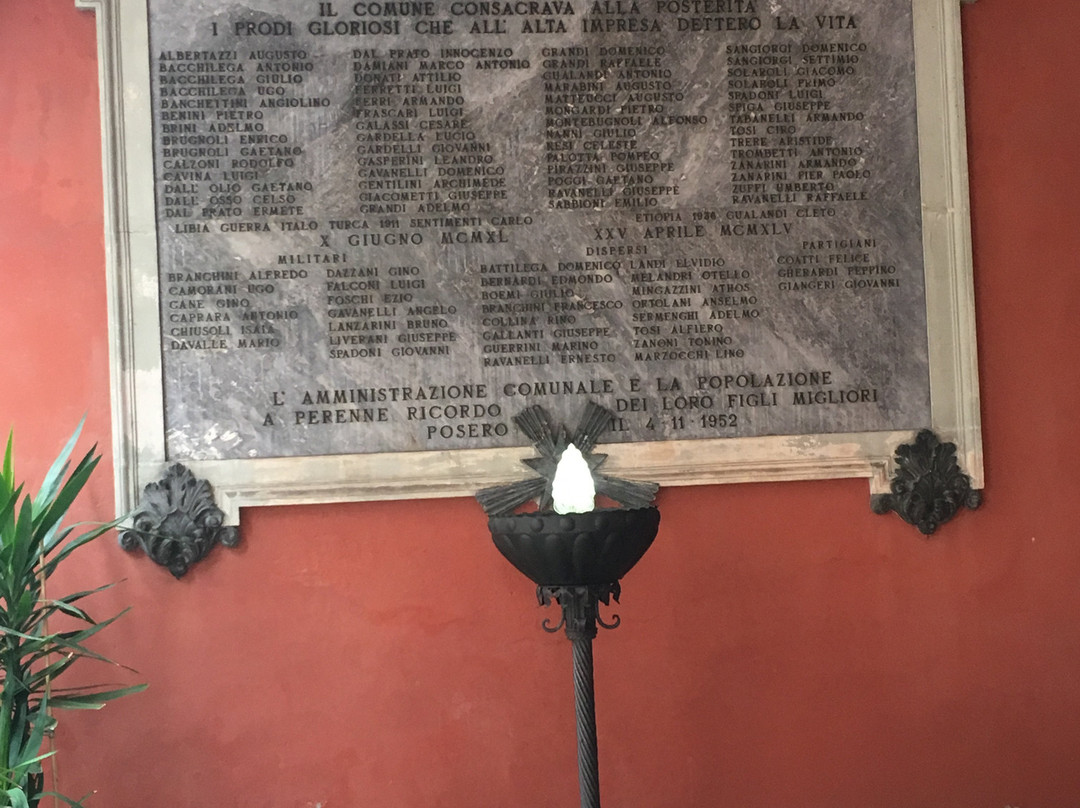 IL COMUNE CONSACRAVA ALLA POSTERITA'
I PRODI GLORIOSI CHE ALL' ALTA IMPRESA DETTERO LA VITA
ALBERTAZZI AUGUSTO
BACCHILEGA ANTONIO
BACCHILEGA GIULIO
BACCHILEGA UGO
BANCHETTINI ANGIOLINO
BENINI PIETRO
BRINI ADELMO
BRUGNOLI ENRICO
BRUGNOLI GAETANO
CALZONI RODOLFO
CAVINA LUIGI
DALL' OLIO GAETANO
DALL' OSSO CELSO
DAL PRATO ERMETE
DAL PRATO INNOCENZO
DAMIANI MARCO ANTONIO
DONATI ATTILIO
FERRETTI LUIGI
FERRI ARMANDO
FRASCARI LUIGI
GALASSI CESARE
GARDELLA LUCIO
GARDELLI GIOVANNI
GASPERINI LEANDRO
GAVANELLI DOMENICO
GENTILINI ARCHIMEDE
GIACOMETTI GIUSEPPE
GRANDI ADELMO
GRANDI DOMENICO
GRANDI RAFFAELE
GUALANDI ANTONIO
MARABINI AUGUSTO
MATTEUCCI AUGUSTO
MONGARDI PIETRO
MONTEBUGNOLI ALFONSO
NANNI GIULIO
RESI CELESTE
PALOTTA POMPEO
PIRAZZINI GIUSEPPE
POGGI GAETANO
RAVANELLI GIUSEPPE
SABBIONI EMILIO
SANGIORGI DOMENICO
SANGIORGI SETTIMIO
SOLAROLI GIACOMO
SOLAROLI PRIMO
SPADONI LUIGI
SPIGA GIUSEPPE
TABANELLI ARMANDO
TOSI CIRO
TRERE ARISTIDE
TROMBETTI ANTONIO
ZANARINI ARMANDO
ZANARINI PIER PAOLO
ZUFFI UMBERTO
RAVANELLI RAFFAELE
LIBIA GUERRA ITALO TURCA 1911 SENTIMENTI CARLO
ETIOPIA 1936 GUALANDI CLETO
X GIUGNO MCMXL
XXV APRILE MCMXLV
MILITARI
BRANCHINI ALFREDO
CAMORANI UGO
CANE GINO
CAPRARA ANTONIO
CHIUSOLI ISAIA
DAVALLE MARIO
DAZZANI GINO
FALCONI LUIGI
FOSCHI EZIO
GAVANELLI ANGELO
LANZARINI BRUNO
LIVERANI GIUSEPPE
SPADONI GIOVANNI
DISPERSI
BATTILEGA DOMENICO
BERNARDI EDMONDO
BOEMI GIULIO
BRANCHINI FRANCESCO
COLLINA RINO
GALLANTI GIUSEPPE
GUERRINI MARINO
RAVANELLI ERNESTO
LANDI ELVIDIO
MELANDRI OTELLO
MINGAZZINI ATHOS
ORTOLANI ANSELMO
SERMENGHI ADELMO
TOSI ALFIERO
ZANONI TONINO
MARZOCCHI LINO
PARTIGIANI
COATTI FELICE
GHERARDI PEPPINO
GIANGERI GIOVANNI
L' AMMINISTRAZIONE COMUNALE E LA POPOLAZIONE
A PERENNE RICORDO DEI LORO FIGLI MIGLIORI
POSERO IL 4-11-1952